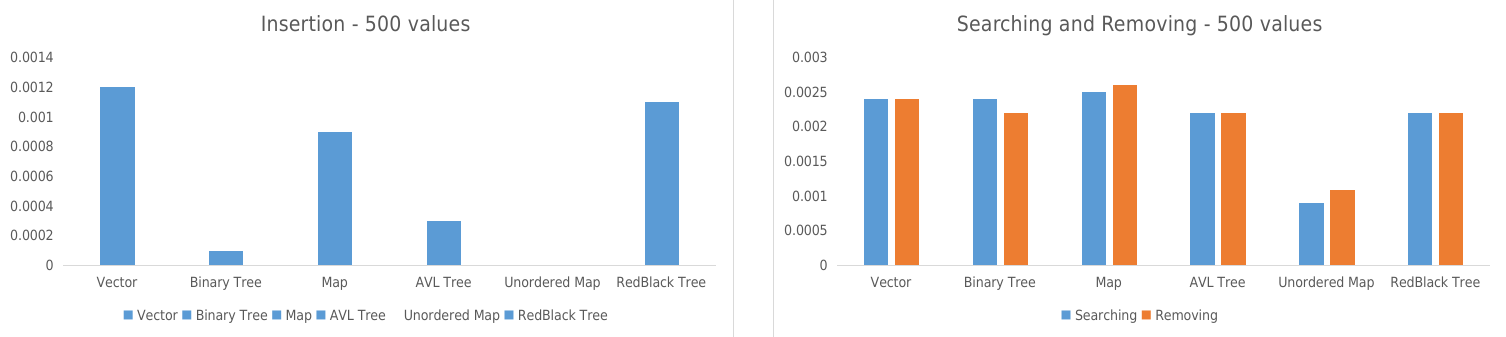 Insertion - 500 values
0.0014
0.0012
0.001
0.0008
0.0006
0.0004
0.0002
0
Vector Binary Tree Map AVL Tree Unordered Map RedBlack Tree
Vector Binary Tree Map AVL Tree Unordered Map RedBlack Tree
Searching and Removing - 500 values
0.003
0.0025
0.002
0.0015
0.001
0.0005
0
Vector Binary Tree Map AVL Tree Unordered Map RedBlack Tree
Searching Removing